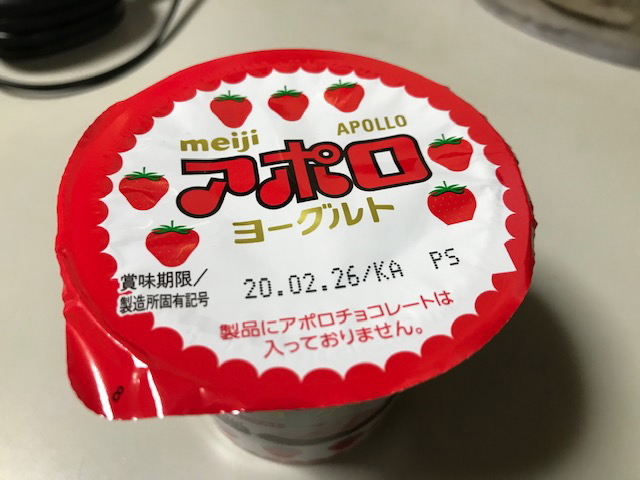 meiji
APOLLO
アポロ
ヨーグルト
賞味期限/
製造所固有記号
20.02.26/KA PS
製品にアポロチョコレートは
入っておりません。
8